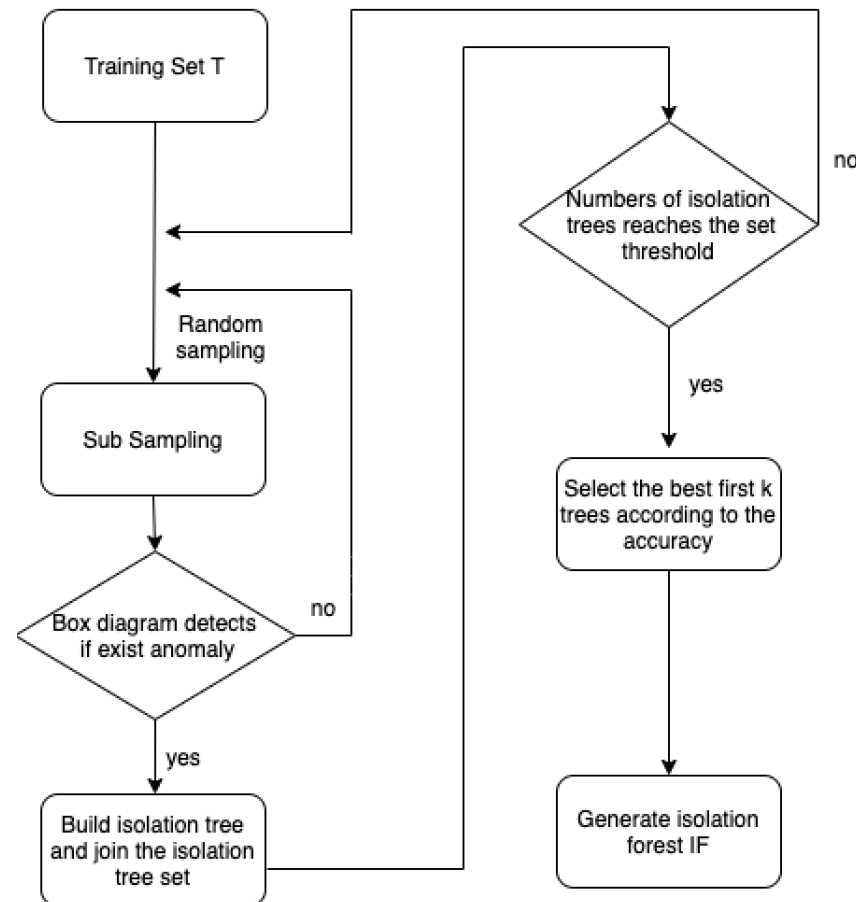 Training Set T
Random
sampling
Sub Sampling
Box diagram detects
if exist anomaly
no
yes
Build isolation tree
and join the isolation
tree set
Numbers of isolation
trees reaches the set
threshold
no
yes
Select the best first k
trees according to the
accuracy
Generate isolation
forest IF